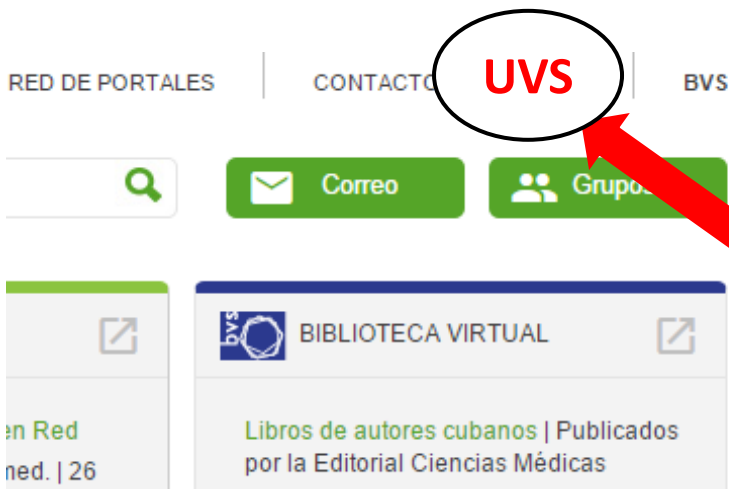 RED DE PORTALES
CONTACTO
UVS
BVS
Correo
Grupos
bvs
BIBLIOTECA VIRTUAL
en Red
med. | 26
Libros de autores cubanos | Publicados
por la Editorial Ciencias Médicas